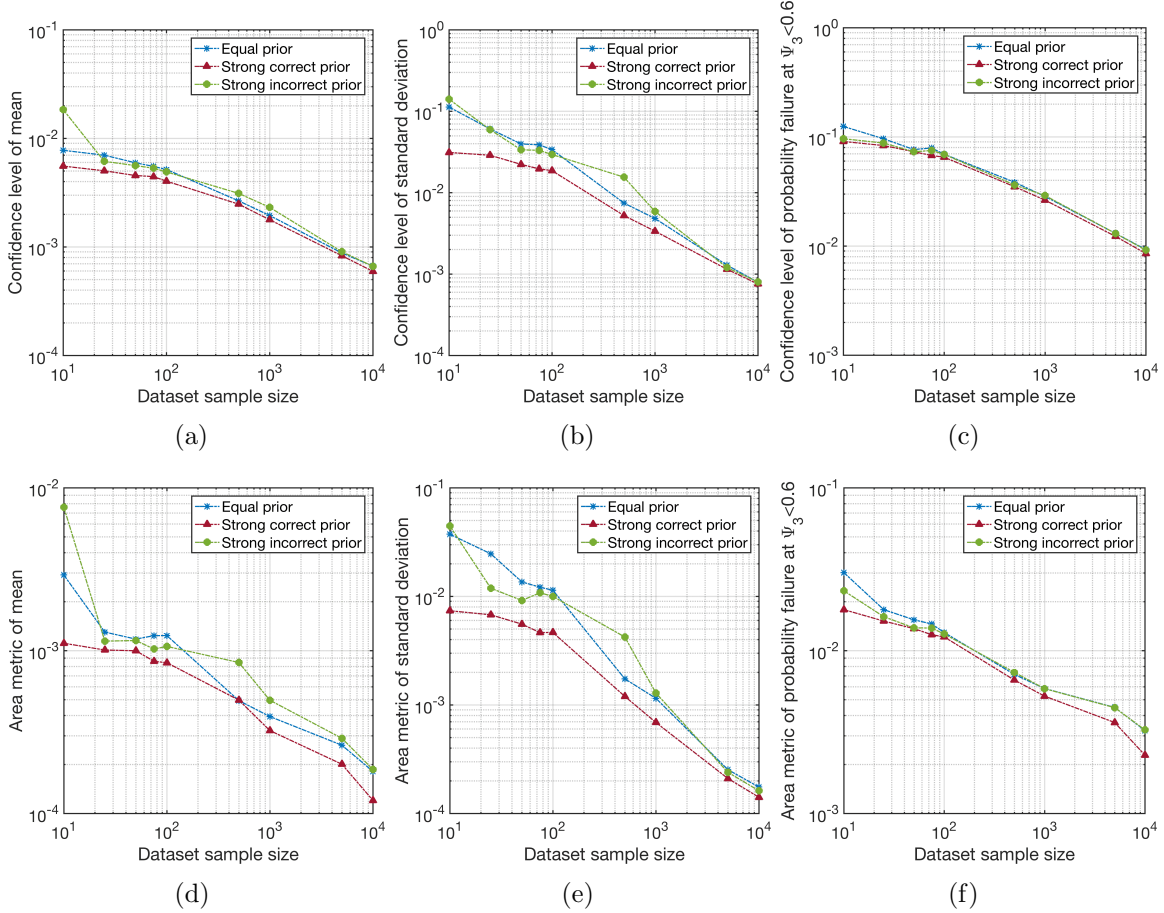 Confidence level of mean
10^-1
10^-2
10^-3
10^-4
Equal prior
Strong correct prior
Strong incorrect prior
10^1 10^2 10^3 10^4
Dataset sample size
(a)
Confidence level of standard deviation
10^0
10^-1
10^-2
10^-3
10^-4
Equal prior
Strong correct prior
Strong incorrect prior
10^1 10^2 10^3 10^4
Dataset sample size
(b)
Confidence level of probability failure at Ψ_3<0.6
10^0
10^-1
10^-2
10^-3
Equal prior
Strong correct prior
Strong incorrect prior
10^1 10^2 10^3 10^4
Dataset sample size
(c)
Area metric of mean
10^-2
10^-3
10^-4
Equal prior
Strong correct prior
Strong incorrect prior
10^1 10^2 10^3 10^4
Dataset sample size
(d)
Area metric of standard deviation
10^-1
10^-2
10^-3
10^-4
Equal prior
Strong correct prior
Strong incorrect prior
10^1 10^2 10^3 10^4
Dataset sample size
(e)
Area metric of probability failure at Ψ_3<0.6
10^-1
10^-2
10^-3
Equal prior
Strong correct prior
Strong incorrect prior
10^1 10^2 10^3 10^4
Dataset sample size
(f)